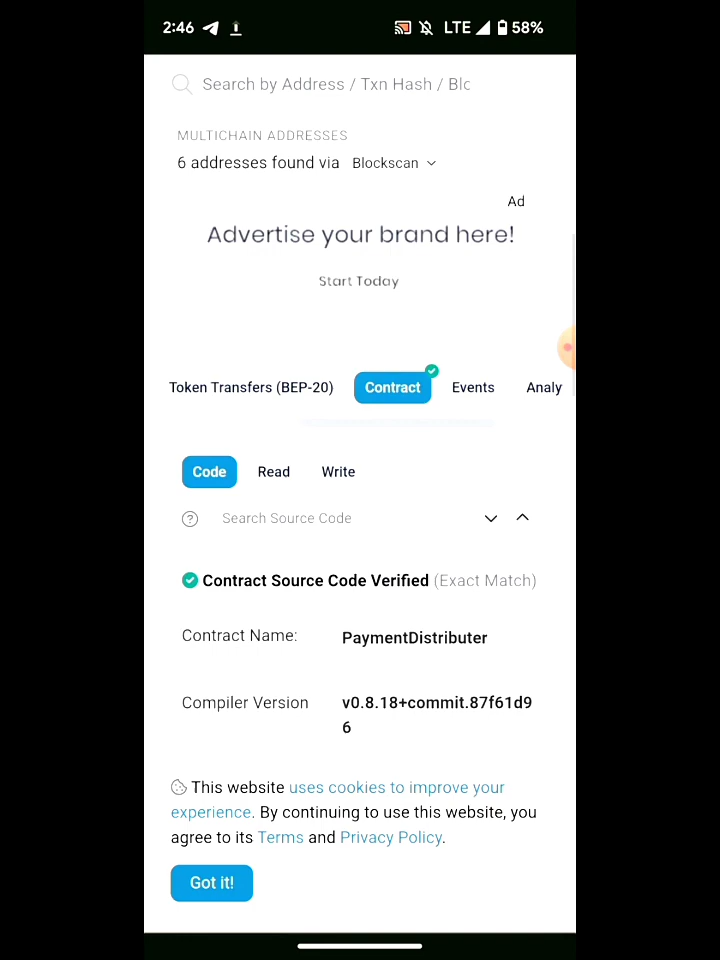 2:46 LTE 58%
Search by Address / Txn Hash / Blc
MULTICHAIN ADDRESSES
6 addresses found via Blockscan
Ad
Advertise your brand here!
Start Today
Token Transfers (BEP-20) Contract Events Analy
Code Read Write
Search Source Code
Contract Source Code Verified (Exact Match)
Contract Name: PaymentDistributer
Compiler Version v0.8.18+commit.87f61d9
6
This website uses cookies to improve your
experience. By continuing to use this website, you
agree to its Terms and Privacy Policy.
Got it!